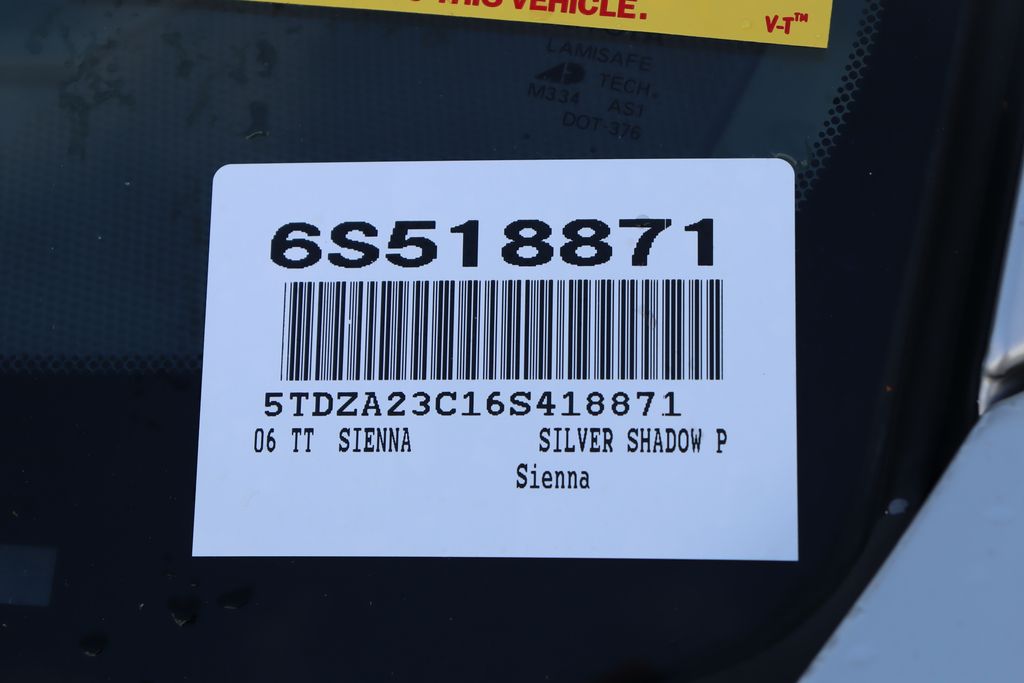 THIS VEHICLE.
V-T™
LAMISAFE
TECH.
M334 AS1
DOT-376
6S518871
5TDZA23C16S418871
06 TT SIENNA SILVER SHADOW P
Sienna